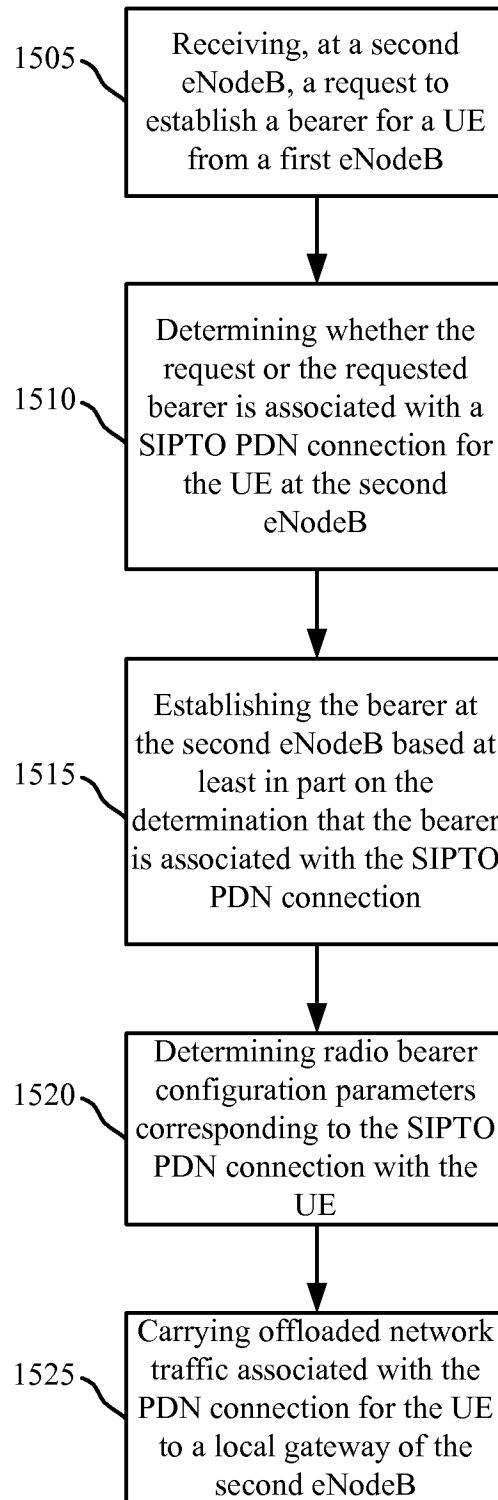 1505
Receiving, at a second
eNodeB, a request to
establish a bearer for a UE
from a first eNodeB
1510
Determining whether the
request or the requested
bearer is associated with a
SIPTO PDN connection for
the UE at the second
eNodeB
1515
Establishing the bearer at
the second eNodeB based at
least in part on the
determination that the bearer
is associated with the SIPTO
PDN connection
1520
Determining radio bearer
configuration parameters
corresponding to the SIPTO
PDN connection with the
UE
1525
Carrying offloaded network
traffic associated with the
PDN connection for the UE
to a local gateway of the
second eNodeB